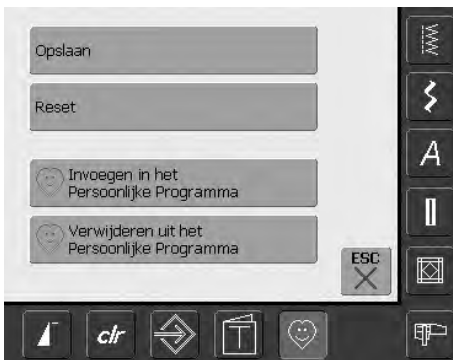 Opslaan
Reset
Invoegen in het
Persoonlijke Programma
Verwijderen uit het
Persoonlijke Programma
ESC
A
clr
T